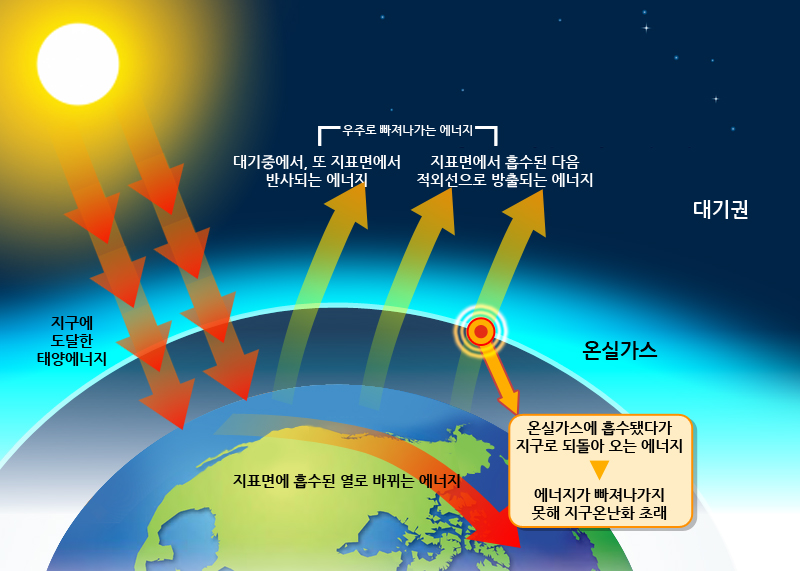 우주로 빠져나가는 에너지
대기중에서, 또 지표면에서
반사되는 에너지
지표면에서 흡수된 다음
적외선으로 방출되는 에너지
대기권
지구에
도달한
태양에너지
온실가스
온실가스에 흡수됐다가
지구로 되돌아 오는 에너지
에너지가 빠져나가지
못해 지구온난화 초래
지표면에 흡수된 열로 바뀌는 에너지